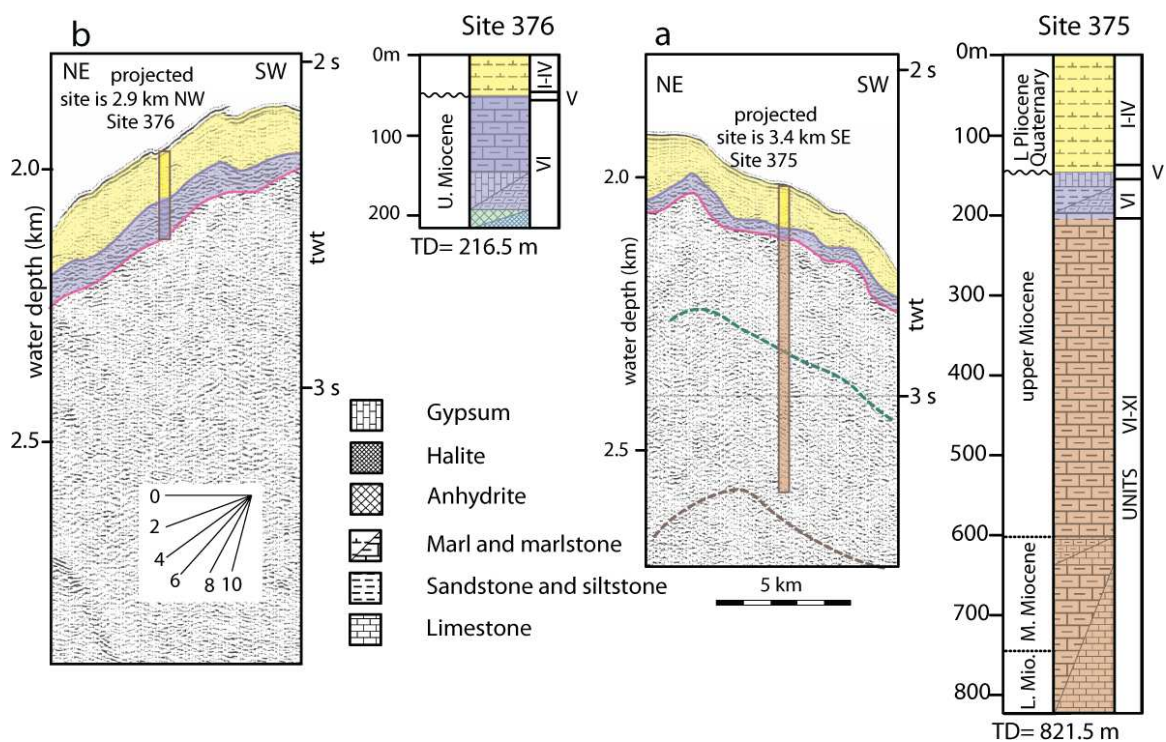 b
NE
SW
projected
site is 2.9 km NW
Site 376
2 s
3 s
twt
2.0
2.5
water depth (km)
0
2
4
6
8
10
Site 376
0m
100
200
U. Miocene
I-IV
V
VI
TD= 216.5 m
Gypsum
Halite
Anhydrite
Marl and marlstone
Sandstone and siltstone
Limestone
a
NE
SW
projected
site is 3.4 km SE
Site 375
2 s
3 s
twt
2.0
2.5
water depth (km)
5 km
Site 375
0m
100
200
300
400
500
600
700
800
L Pliocene
Quaternary
upper Miocene
M. Miocene
L. Mio.
I-IV
V
VI
VI-XI
UNITS
TD= 821.5 m